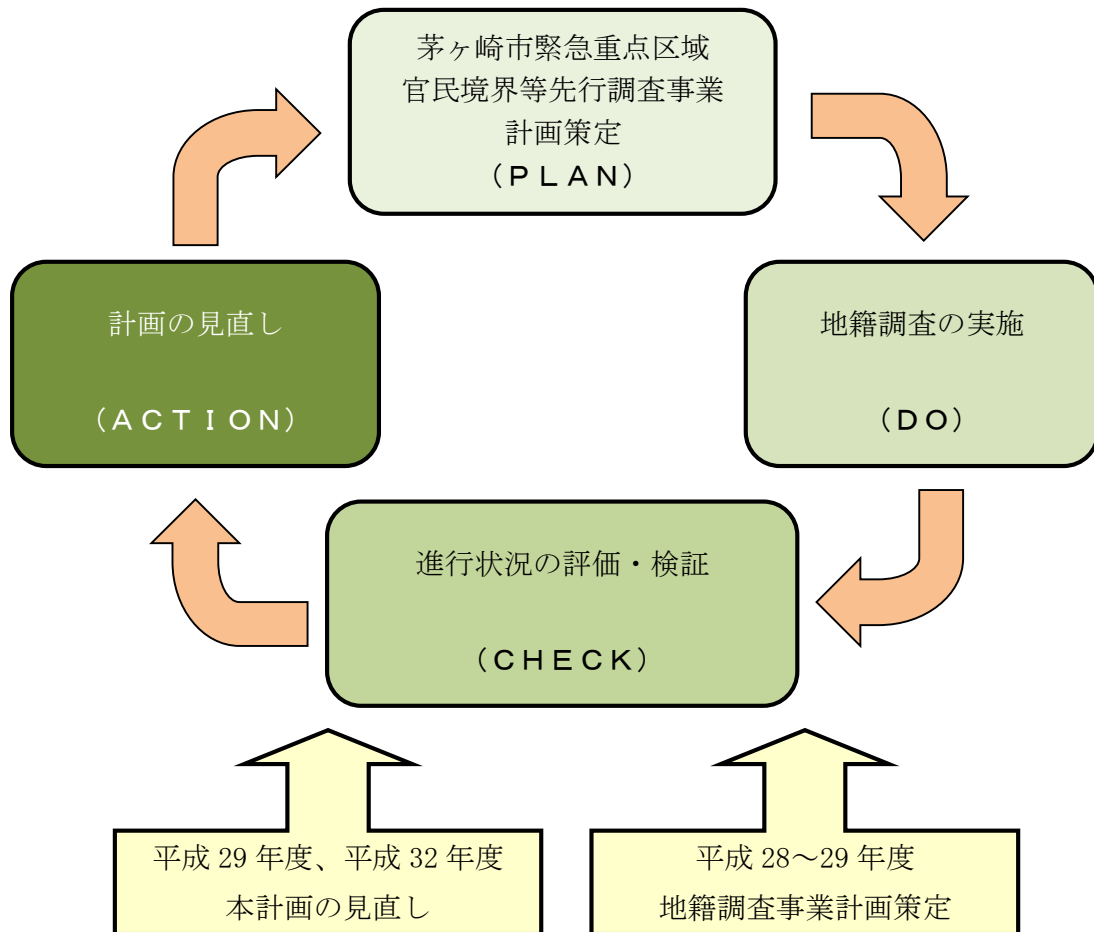 茅ヶ崎市緊急重点区域
官民境界等先行調査事業
計画策定
（ＰＬＡＮ）
計画の見直し
（ＡＣＴＩＯＮ）
地籍調査の実施
（ＤＯ）
進行状況の評価・検証
（ＣＨＥＣＫ）
平成 29 年度、平成 32 年度
本計画の見直し
平成 28～29 年度
地籍調査事業計画策定